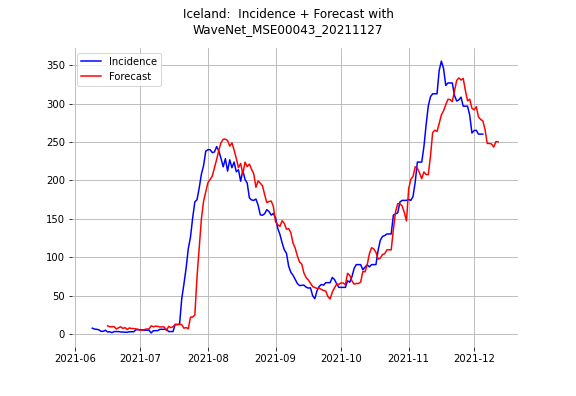 Iceland:  Incidence + Forecast with
WaveNet_MSE00043_20211127
Incidence
Forecast
350
300
250
200
150
100
50
0
2021-06 2021-07 2021-08 2021-09 2021-10 2021-11 2021-12